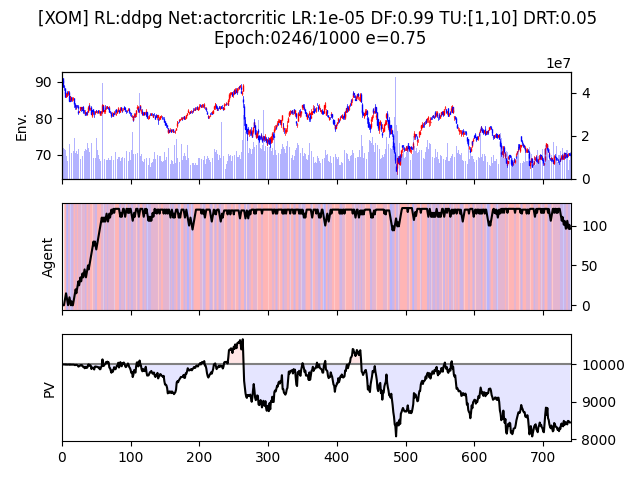 [XOM] RL:ddpg Net:actorcritic LR:1e-05 DF:0.99 TU:[1,10] DRT:0.05
Epoch:0246/1000 e=0.75
1e7
90
80
70
Env.
4
2
0
Agent
100
50
0
PV
10000
9000
8000
0 100 200 300 400 500 600 700